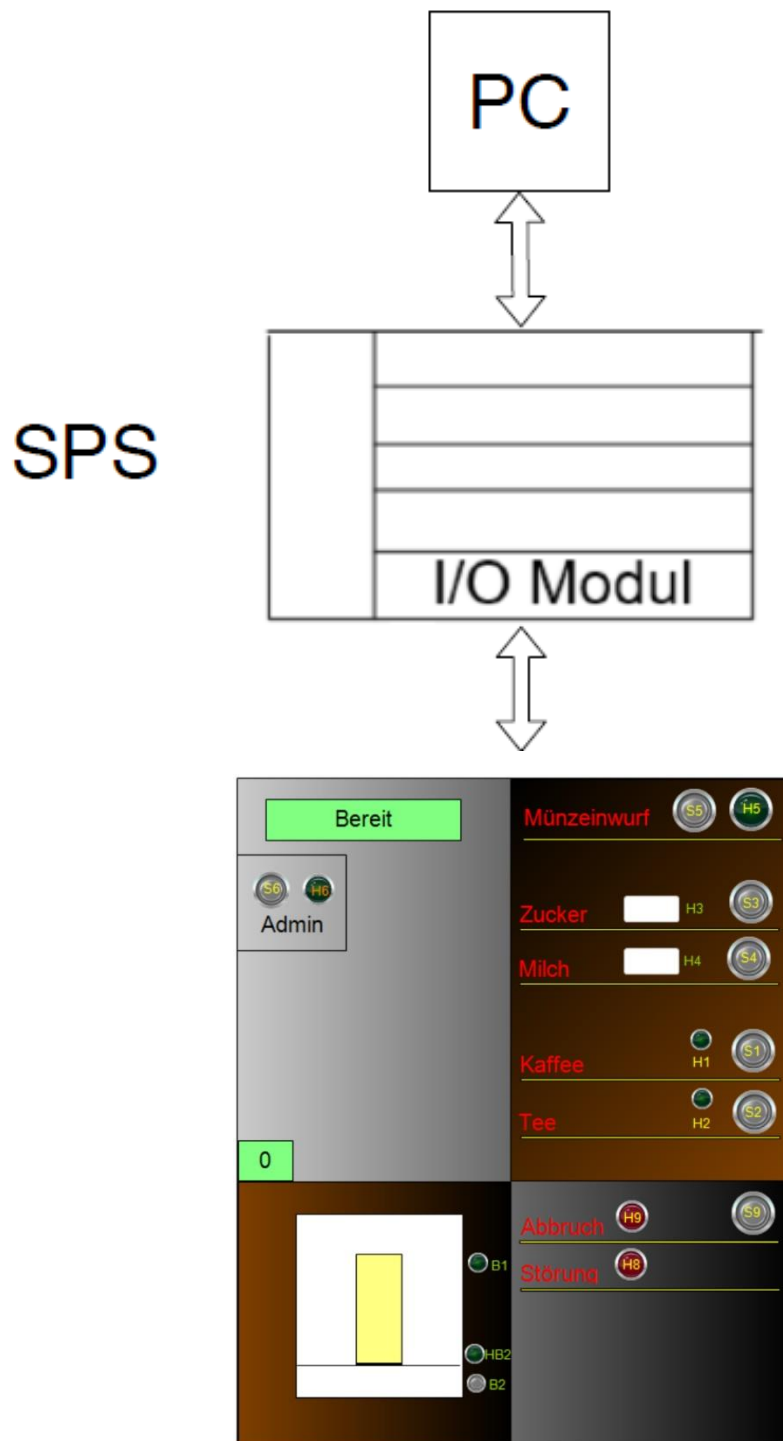 PC
SPS
I/O Modul
Bereit
S6 H6
Admin
0
Münzeinwurf S5 H5
Zucker H3 S3
Milch H4 S4
Kaffee H1 S1
Tee H2 S2
B1
HB2
B2
Abbruch H9 S9
Störung H8